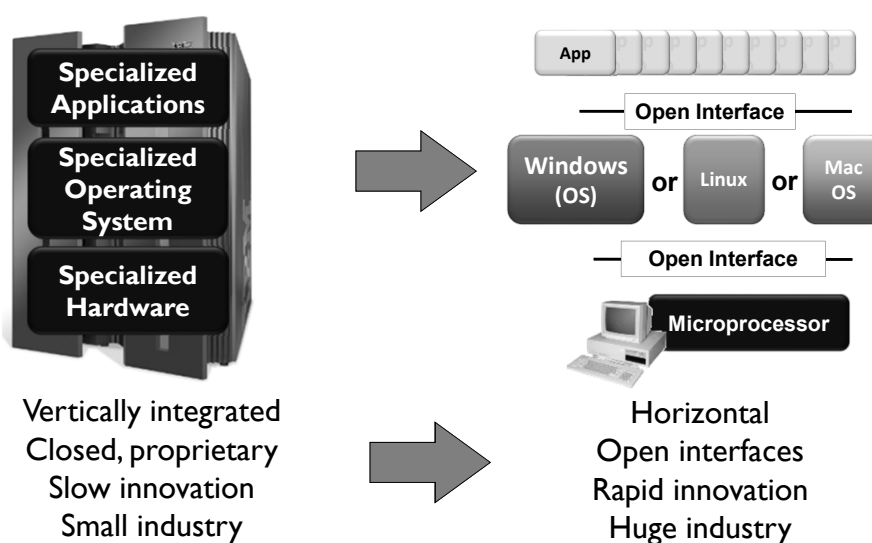 Specialized
Applications
Specialized
Operating
System
Specialized
Hardware
App
Open Interface
Windows
(OS)
or
Linux
or
Mac
OS
Open Interface
Microprocessor
Vertically integrated
Closed, proprietary
Slow innovation
Small industry
Horizontal
Open interfaces
Rapid innovation
Huge industry